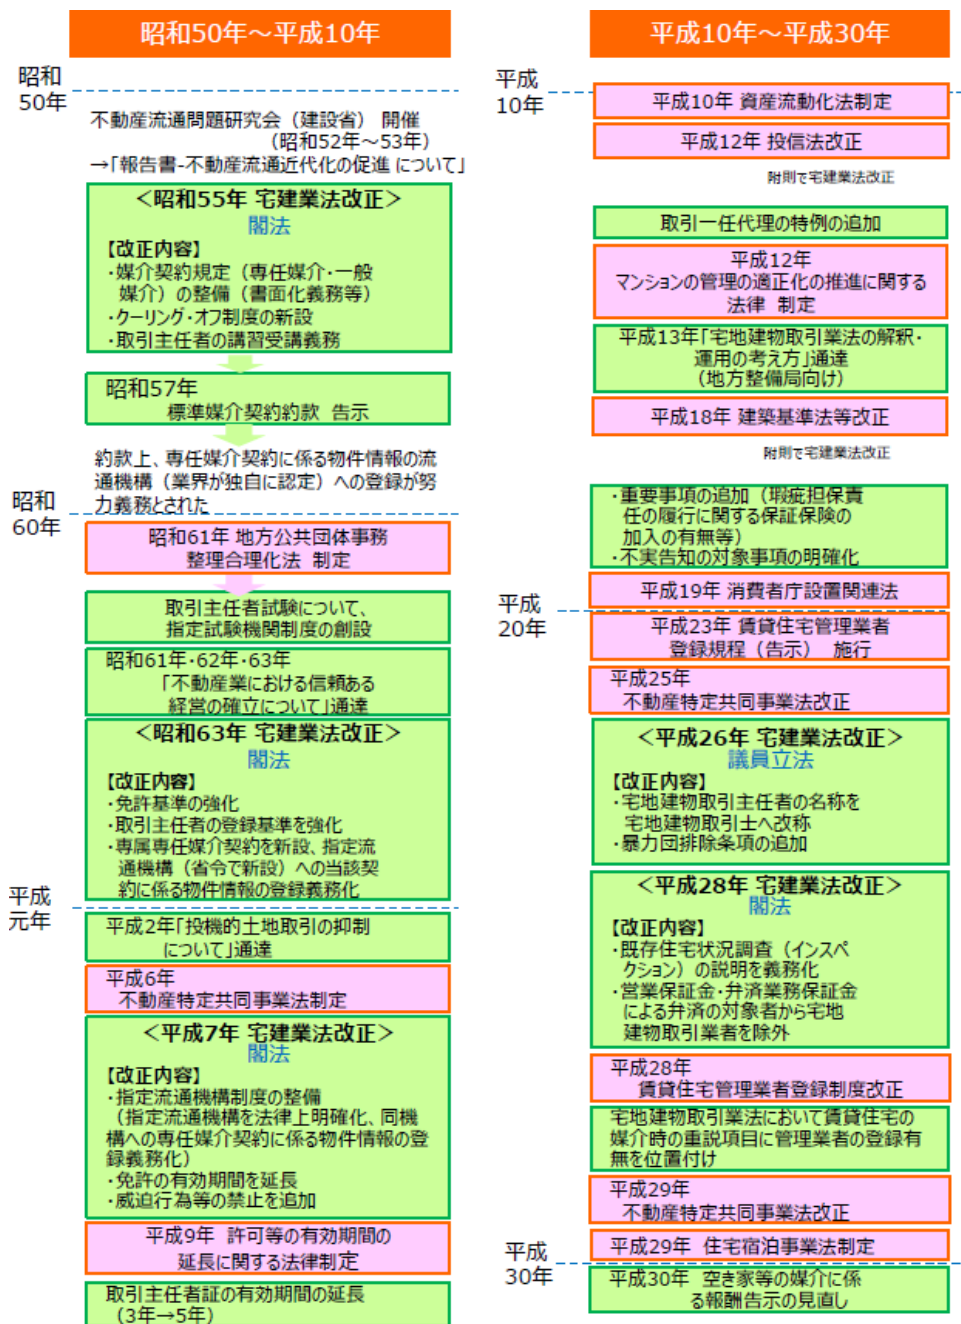 昭和50年～平成10年
昭和
50年
不動産流通問題研究会（建設省） 開催
（昭和52年～53年）
→「報告書-不動産流通近代化の促進 について」
＜昭和55年 宅建業法改正＞
閣法
【改正内容】
・媒介契約規定（専任媒介・一般
媒介）の整備（書面化義務等）
・クーリング・オフ制度の新設
・取引主任者の講習受講義務
昭和57年
標準媒介契約約款 告示
約款上、専任媒介契約に係る物件情報の流
通機構（業界が独自に認定）への登録が努
力義務とされた
昭和
60年
昭和61年 地方公共団体事務
整理合理化法 制定
取引主任者試験について、
指定試験機関制度の創設
昭和61年・62年・63年
「不動産業における信頼ある
経営の確立について」通達
＜昭和63年 宅建業法改正＞
閣法
【改正内容】
・免許基準の強化
・取引主任者の登録基準を強化
・専属専任媒介契約を新設、指定流
通機構（省令で新設）への当該契
約に係る物件情報の登録義務化
平成
元年
平成2年「投機的土地取引の抑制
について」通達
平成6年
不動産特定共同事業法制定
＜平成7年 宅建業法改正＞
閣法
【改正内容】
・指定流通機構制度の整備
（指定流通機構を法律上明確化、同機
構への専任媒介契約に係る物件情報の登
録義務化）
・免許の有効期間を延長
・威迫行為等の禁止を追加
平成9年 許可等の有効期間の
延長に関する法律制定
取引主任者証の有効期間の延長
（3年→5年）
平成10年～平成30年
平成
10年
平成10年 資産流動化法制定
平成12年 投信法改正
附則で宅建業法改正
取引一任代理の特例の追加
平成12年
マンションの管理の適正化の推進に関する
法律 制定
平成13年「宅地建物取引業法の解釈・
運用の考え方」通達
（地方整備局向け）
平成18年 建築基準法等改正
附則で宅建業法改正
・重要事項の追加（瑕疵担保責
任の履行に関する保証保険の
加入の有無等）
・不実告知の対象事項の明確化
平成19年 消費者庁設置関連法
平成
20年
平成23年 賃貸住宅管理業者
登録規程（告示） 施行
平成25年
不動産特定共同事業法改正
＜平成26年 宅建業法改正＞
議員立法
【改正内容】
・宅地建物取引主任者の名称を
宅地建物取引士へ改称
・暴力団排除条項の追加
＜平成28年 宅建業法改正＞
閣法
【改正内容】
・既存住宅状況調査（インスペ
クション）の説明を義務化
・営業保証金・弁済業務保証金
による弁済の対象者から宅地
建物取引業者を除外
平成28年
賃貸住宅管理業者登録制度改正
宅地建物取引業法において賃貸住宅の
媒介時の重説項目に管理業者の登録有
無を位置付け
平成29年
不動産特定共同事業法改正
平成29年 住宅宿泊事業法制定
平成
30年
平成30年 空き家等の媒介に係
る報酬告示の見直し